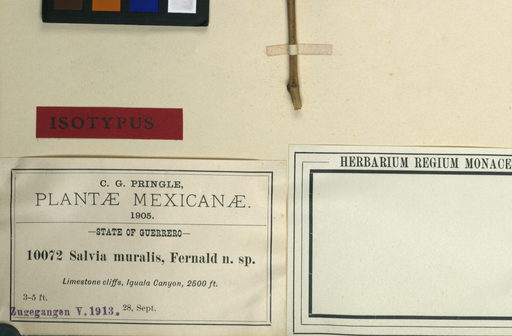 ISOTYPUS
C. G. PRINGLE,
PLANTÆ MEXICANÆ.
1905.
—STATE OF GUERRERO—
10072 Salvia muralis, Fernald n. sp.
Limestone cliffs, Iguala Canyon, 2500 ft.
3-5 ft.
28, Sept.
Zugegangen V. 1913.
HERBARIUM REGIUM MONACE